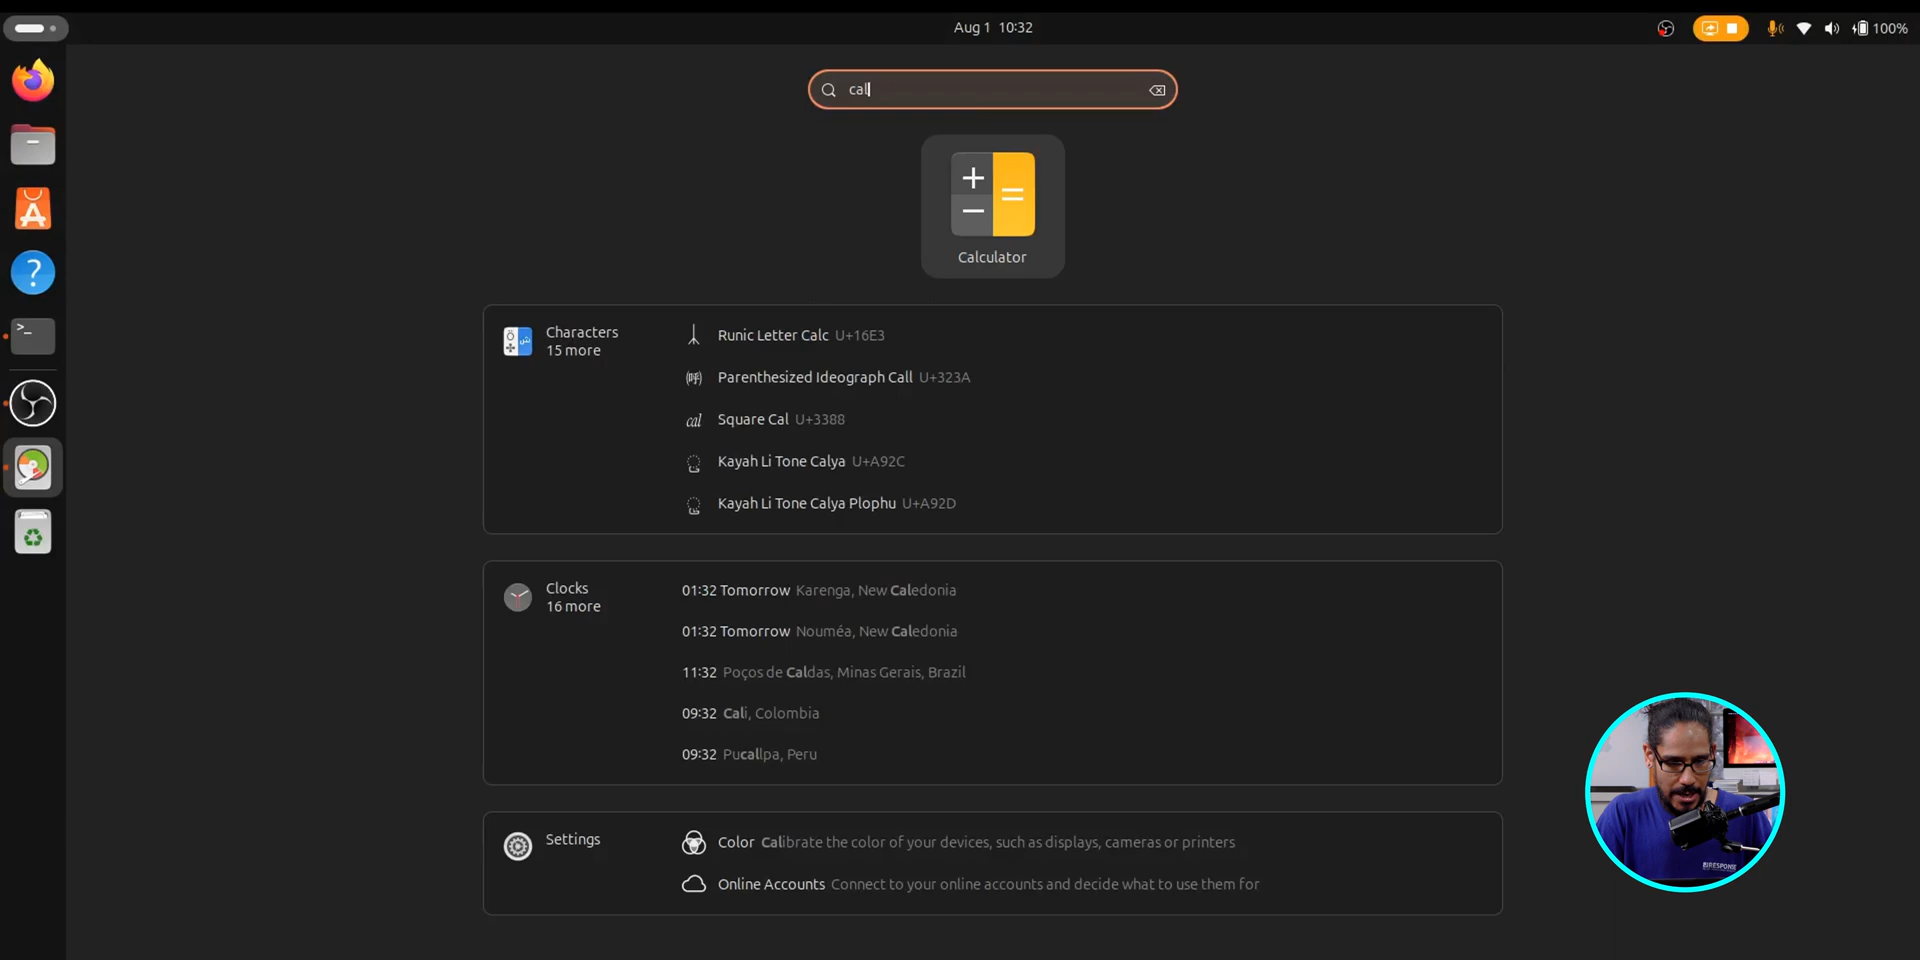 Aug 1 10:32
100%
cal
Calculator
Characters
15 more
Runic Letter Calc U+16E3
Parenthesized Ideograph Call U+323A
cal Square Cal U+3388
Kayah Li Tone Calya U+A92C
Kayah Li Tone Calya Plophu U+A92D
Clocks
16 more
01:32 Tomorrow Karenga, New Caledonia
01:32 Tomorrow Nouméa, New Caledonia
11:32 Poços de Caldas, Minas Gerais, Brazil
09:32 Cali, Colombia
09:32 Pucallpa, Peru
Settings
Color Calibrate the color of your devices, such as displays, cameras or printers
Online Accounts Connect to your online accounts and decide what to use them for